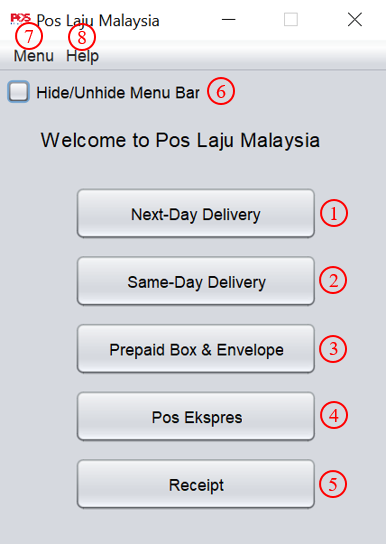 POS Pos Laju Malaysia
7 8
Menu Help
Hide/Unhide Menu Bar 6
Welcome to Pos Laju Malaysia
Next-Day Delivery 1
Same-Day Delivery 2
Prepaid Box & Envelope 3
Pos Ekspres 4
Receipt 5